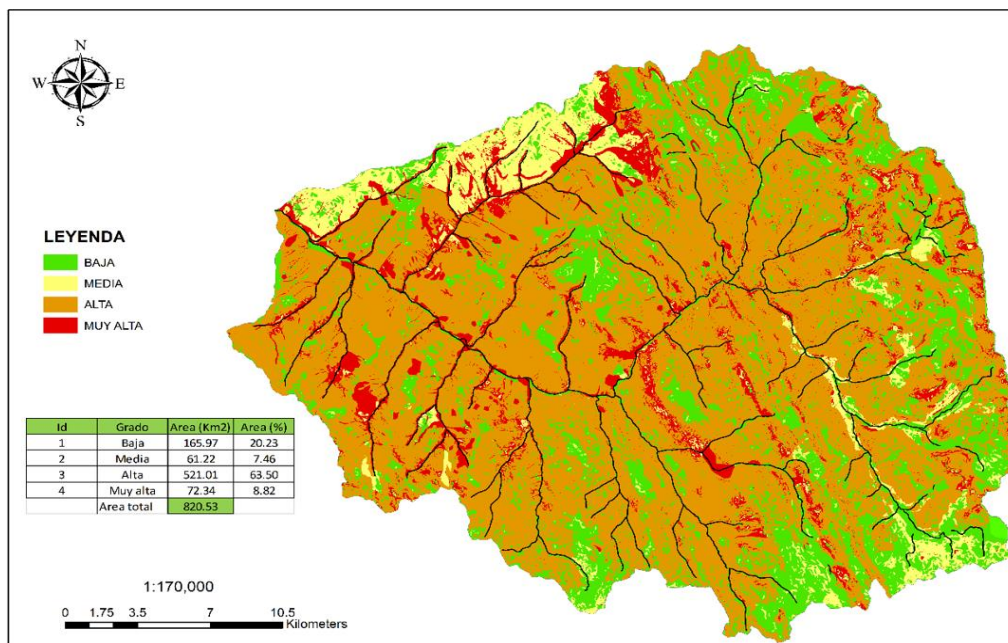 N
W E
S
LEYENDA
BAJA
MEDIA
ALTA
MUY ALTA
Id Grado Area (Km2) Area (%)
1 Baja 165.97 20.23
2 Media 61.22 7.46
3 Alta 521.01 63.50
4 Muy alta 72.34 8.82
Area total 820.53
1:170,000
0 1.75 3.5 7 10.5
Kilometers